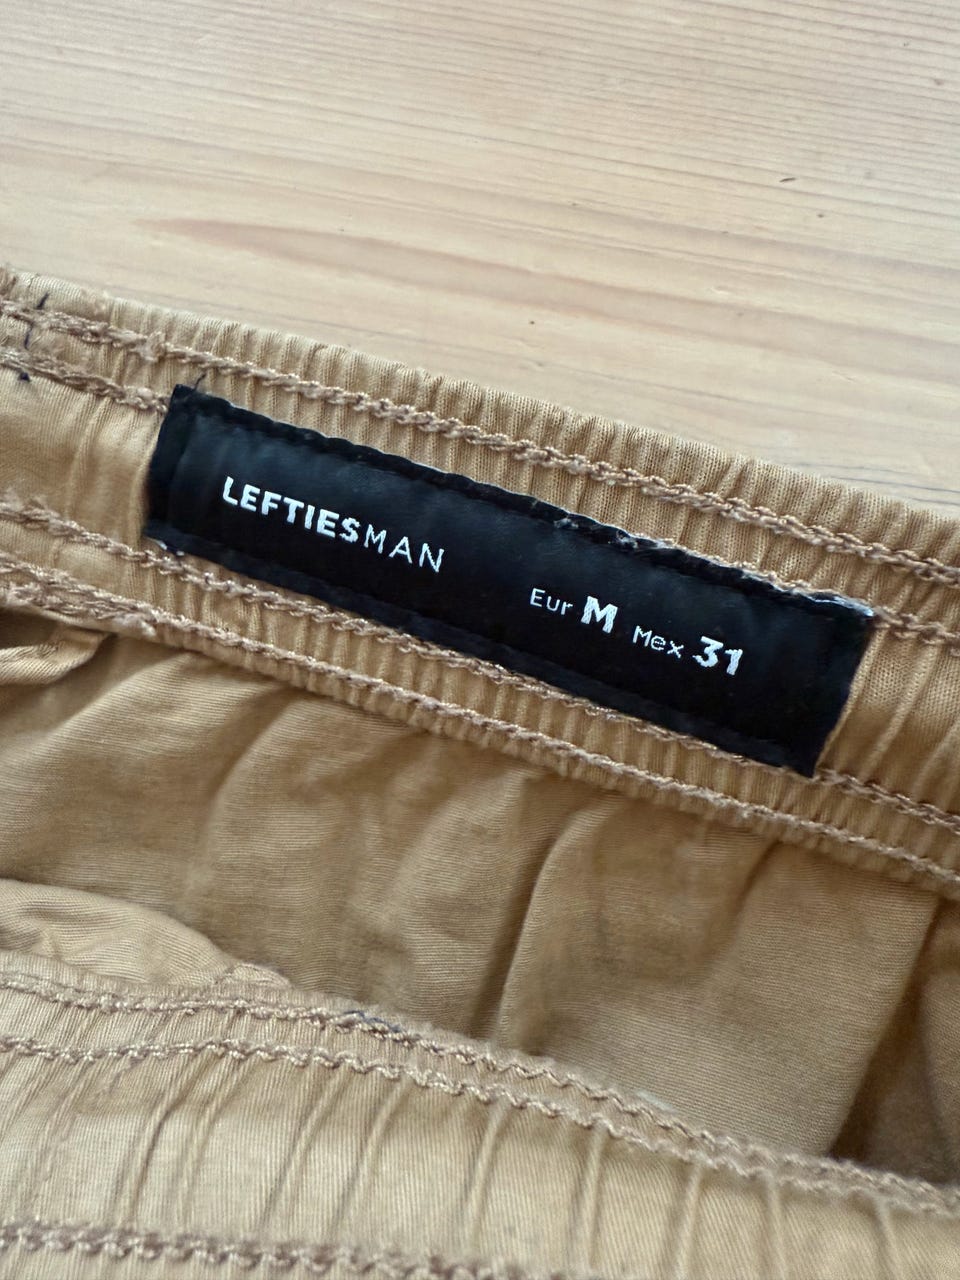 LEFTIESMAN
Eur M Mex 31